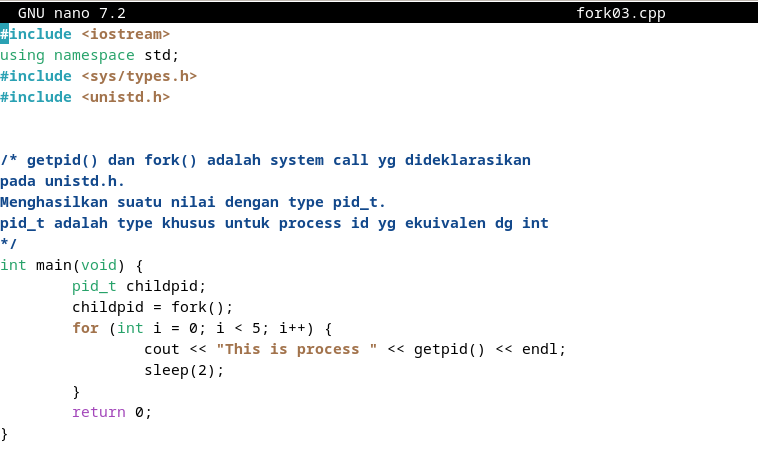 GNU nano 7.2 fork03.cpp
#include <iostream>
using namespace std;
#include <sys/types.h>
#include <unistd.h>
/* getpid() dan fork() adalah system call yg dideklarasikan
pada unistd.h.
Menghasilkan suatu nilai dengan type pid_t.
pid_t adalah type khusus untuk process id yg ekuivalen dg int
*/
int main(void) {
pid_t childpid;
childpid = fork();
for (int i = 0; i < 5; i++) {
cout << "This is process " << getpid() << endl;
sleep(2);
}
return 0;
}